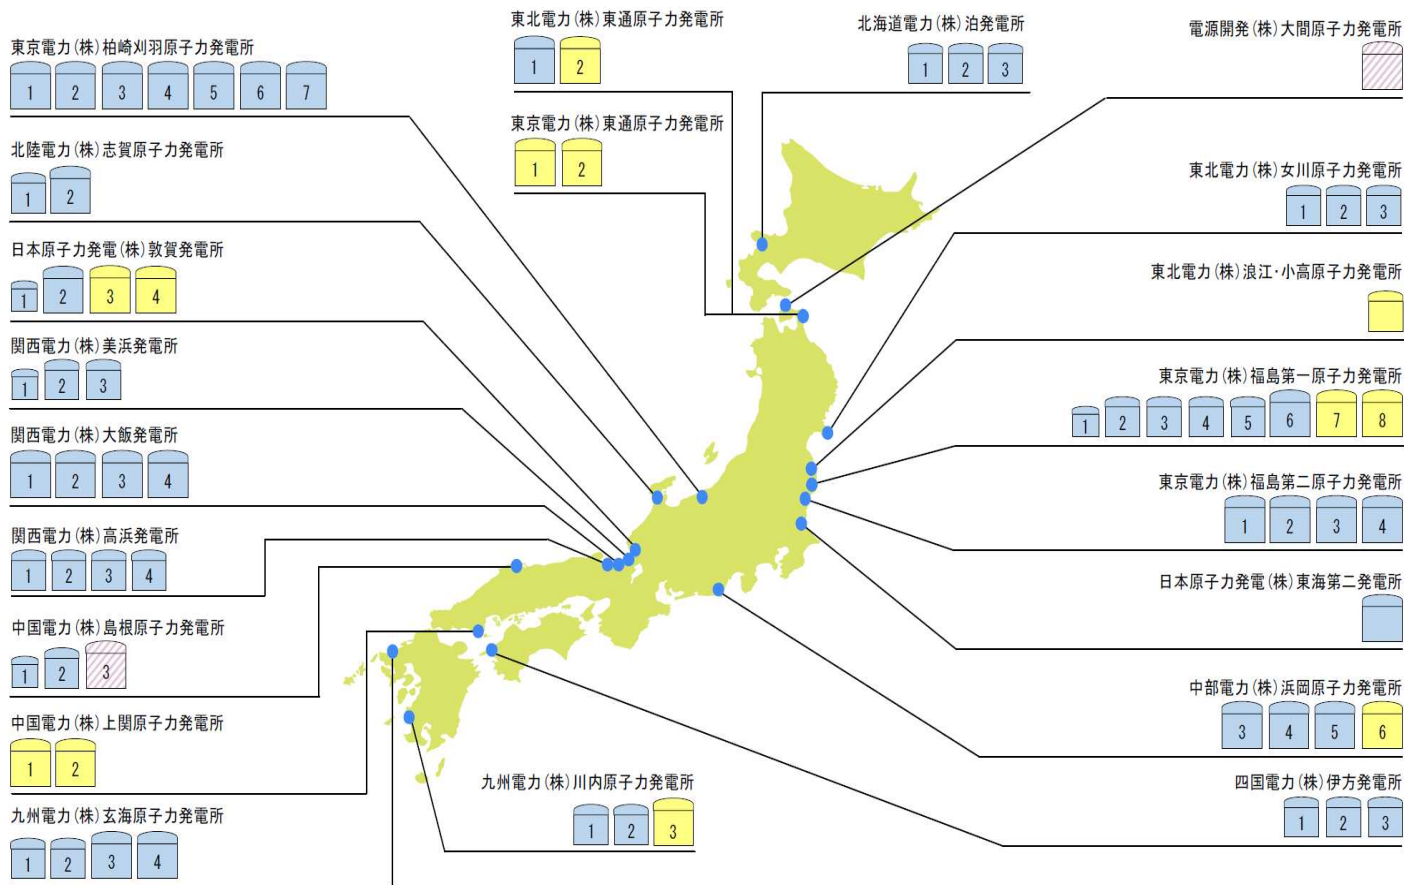 東京電力(株)柏崎刈羽原子力発電所
1 2 3 4 5 6 7
北陸電力(株)志賀原子力発電所
1 2
日本原子力発電(株)敦賀発電所
1 2 3 4
関西電力(株)美浜発電所
1 2 3
関西電力(株)大飯発電所
1 2 3 4
関西電力(株)高浜発電所
1 2 3 4
中国電力(株)島根原子力発電所
1 2 3
中国電力(株)上関原子力発電所
1 2
九州電力(株)玄海原子力発電所
1 2 3 4
東北電力(株)東通原子力発電所
1 2
東京電力(株)東通原子力発電所
1 2
九州電力(株)川内原子力発電所
1 2 3
北海道電力(株)泊発電所
1 2 3
電源開発(株)大間原子力発電所
東北電力(株)女川原子力発電所
1 2 3
東北電力(株)浪江・小高原子力発電所
東京電力(株)福島第一原子力発電所
1 2 3 4 5 6 7 8
東京電力(株)福島第二原子力発電所
1 2 3 4
日本原子力発電(株)東海第二発電所
中部電力(株)浜岡原子力発電所
3 4 5 6
四国電力(株)伊方発電所
1 2 3